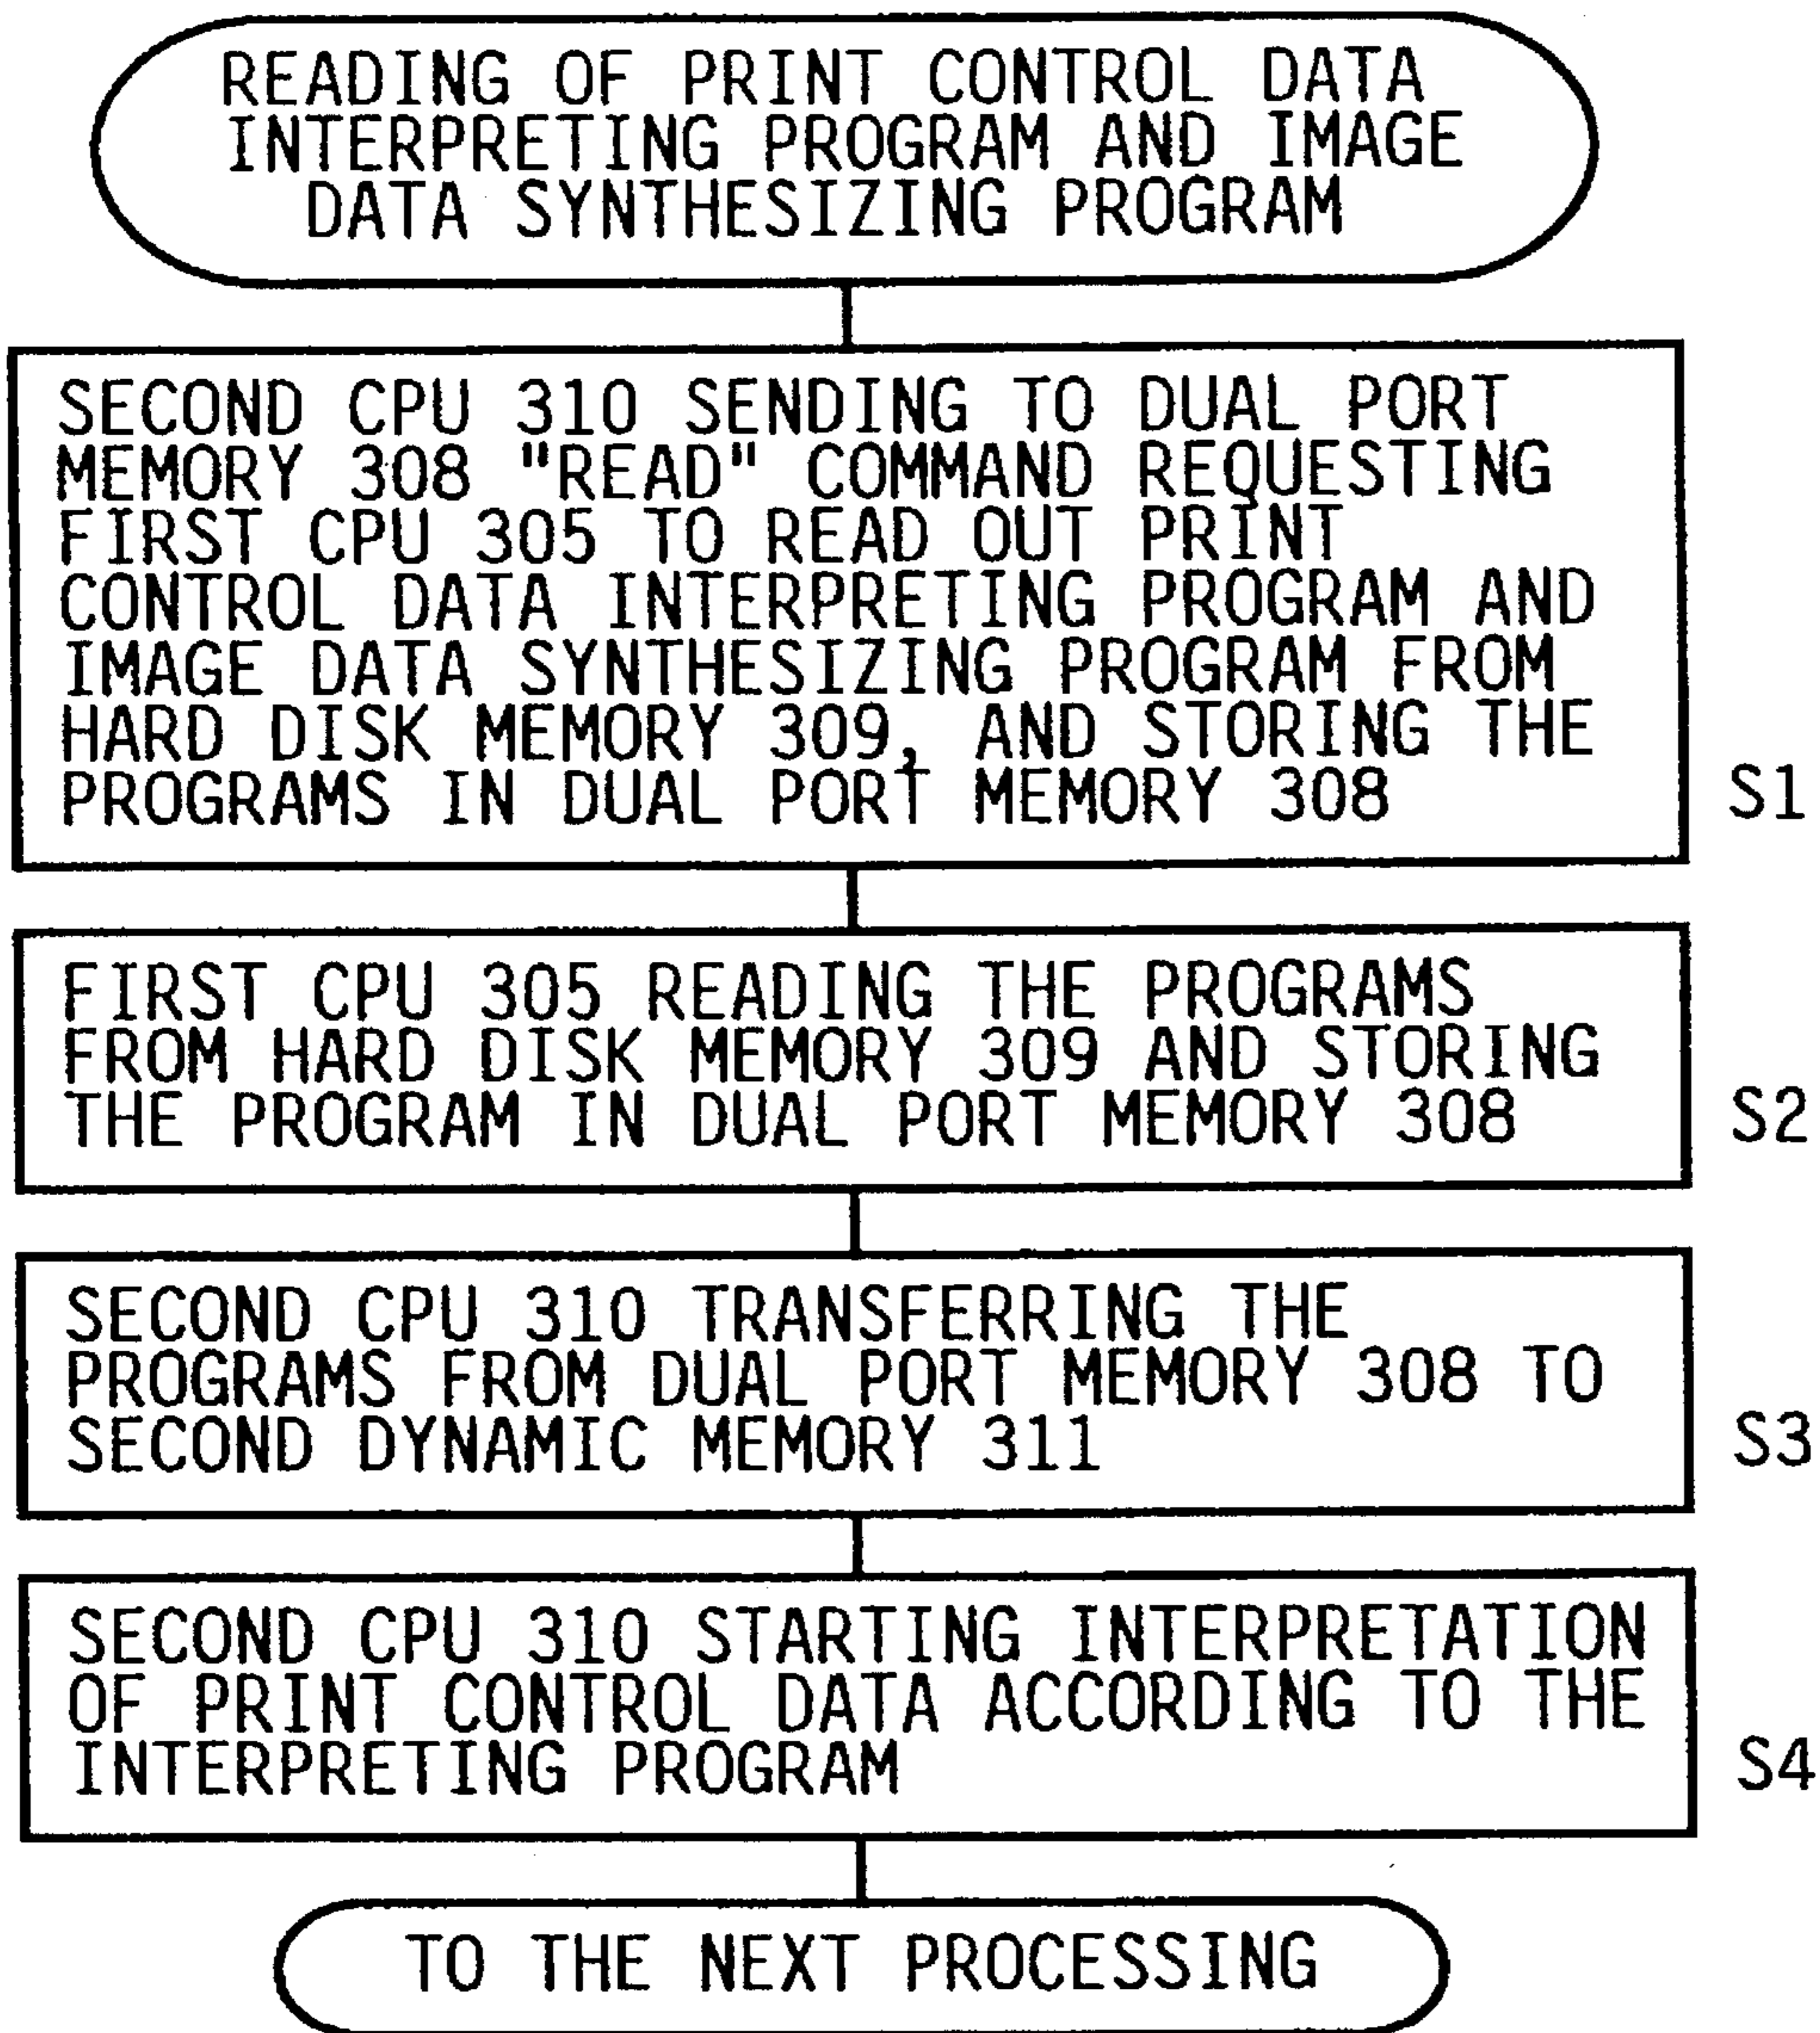 READING OF PRINT CONTROL DATA
INTERPRETING PROGRAM AND IMAGE
DATA SYNTHESIZING PROGRAM
SECOND CPU 310 SENDING TO DUAL PORT
MEMORY 308 "READ" COMMAND REQUESTING
FIRST CPU 305 TO READ OUT PRINT
CONTROL DATA INTERPRETING PROGRAM AND
IMAGE DATA SYNTHESIZING PROGRAM FROM
HARD DISK MEMORY 309, AND STORING THE
PROGRAMS IN DUAL PORT MEMORY 308
S1
FIRST CPU 305 READING THE PROGRAMS
FROM HARD DISK MEMORY 309 AND STORING
THE PROGRAM IN DUAL PORT MEMORY 308
S2
SECOND CPU 310 TRANSFERRING THE
PROGRAMS FROM DUAL PORT MEMORY 308 TO
SECOND DYNAMIC MEMORY 311
S3
SECOND CPU 310 STARTING INTERPRETATION
OF PRINT CONTROL DATA ACCORDING TO THE
INTERPRETING PROGRAM
S4
TO THE NEXT PROCESSING